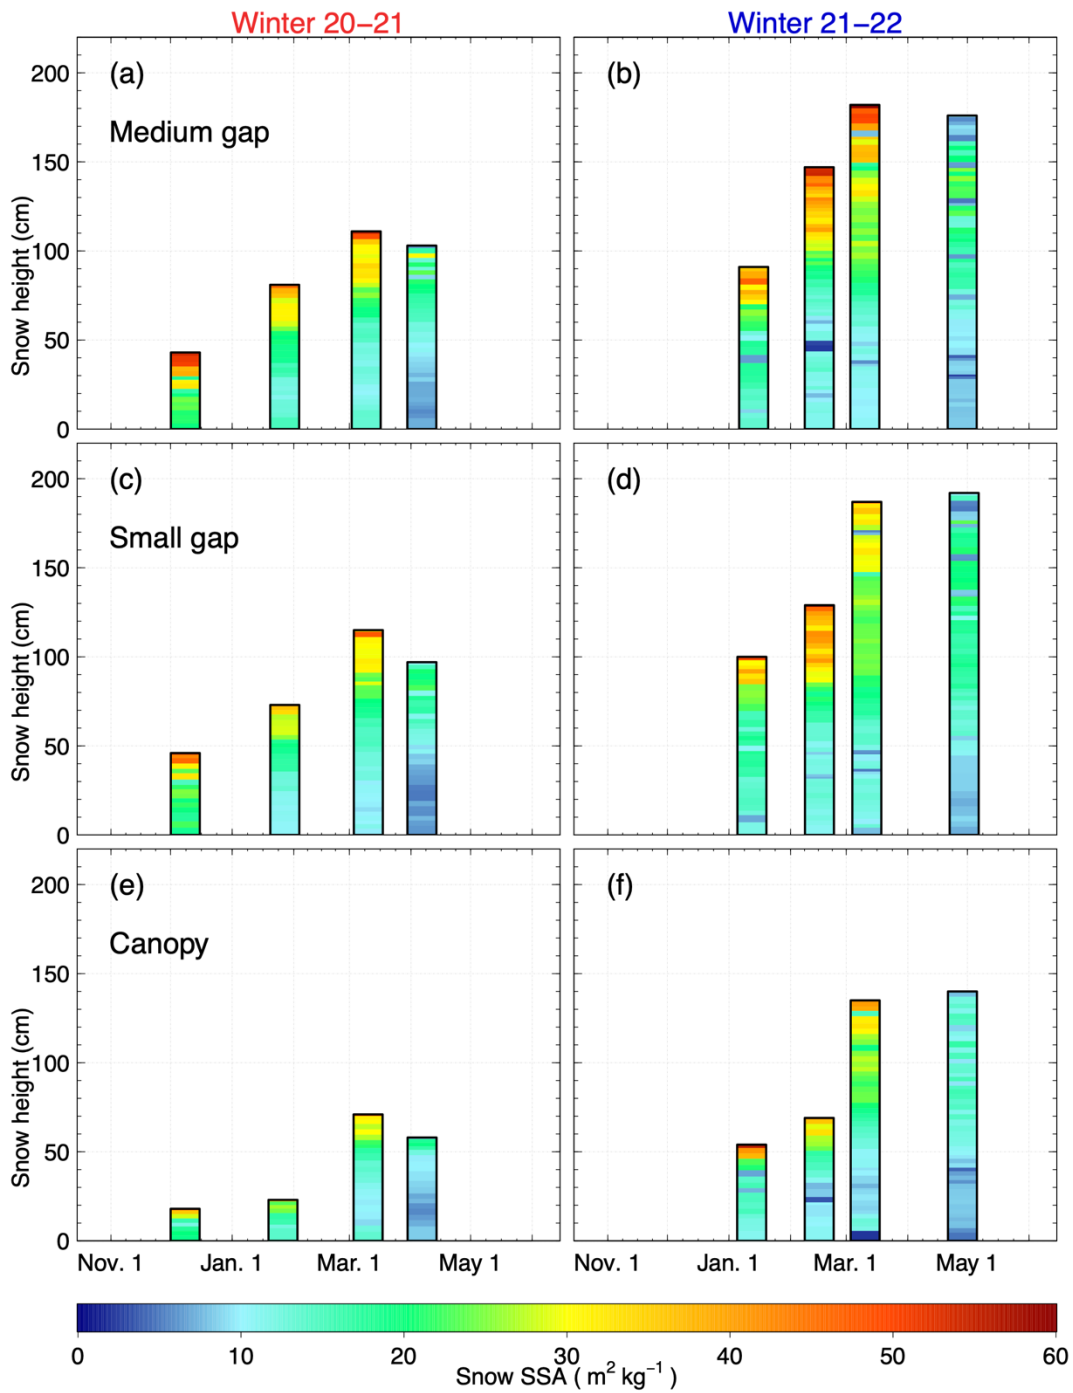 Winter 20−21 Winter 21−22
(a) (b)
Medium gap
200
150
100
50
0
Snow height (cm)
(c) (d)
Small gap
200
150
100
50
0
Snow height (cm)
(e) (f)
Canopy
200
150
100
50
0
Snow height (cm)
Nov. 1 Jan. 1 Mar. 1 May 1 Nov. 1 Jan. 1 Mar. 1 May 1
0 10 20 30 40 50 60
Snow SSA ( m² kg⁻¹ )